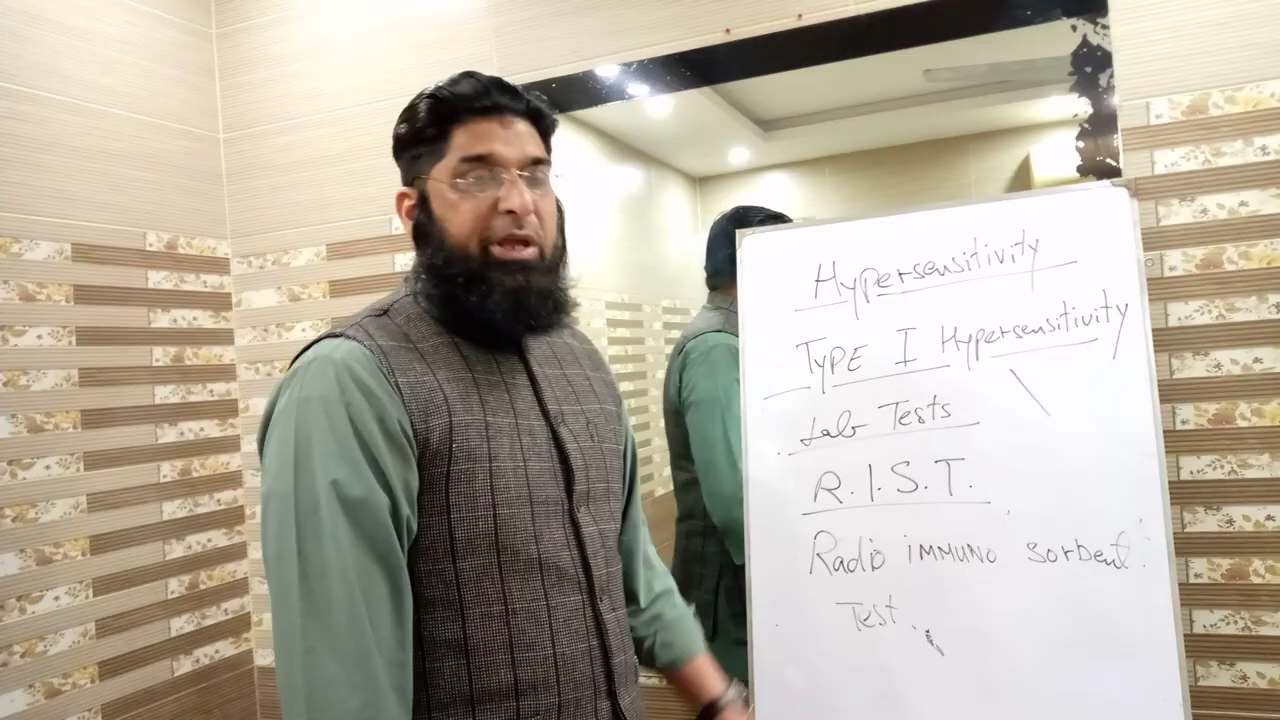 Hypersensitivity
TYPE I Hypersensitivity
Lab Tests
R.I.S.T.
Radio iMMUNO Sorbent
Test.